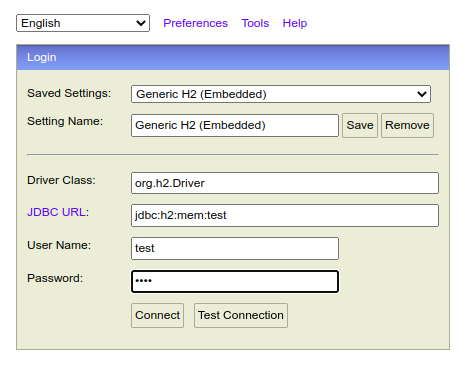 English Preferences Tools Help
Login
Saved Settings: Generic H2 (Embedded)
Setting Name: Generic H2 (Embedded) Save Remove
Driver Class: org.h2.Driver
JDBC URL: jdbc:h2:mem:test
User Name: test
Password: ••••
Connect Test Connection